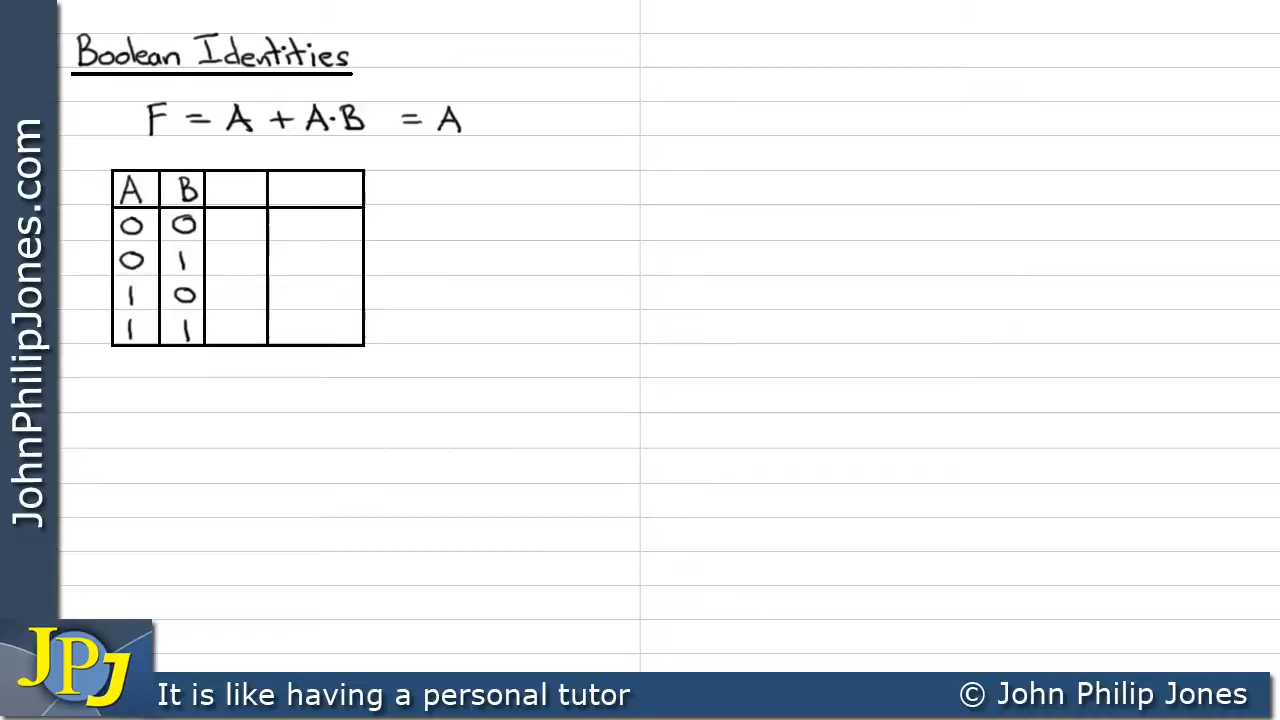 Boolean Identities
F = A + A·B = A
A B
0 0
0 1
1 0
1 1
JohnPhilipJones.com
JPJ
It is like having a personal tutor
© John Philip Jones